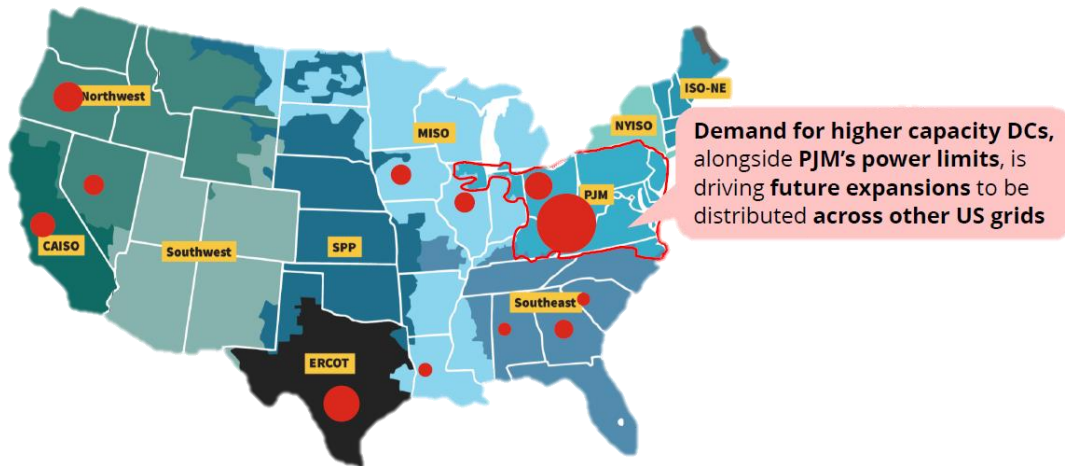 Northwest
MISO
ISO-NE
NYISO
Demand for higher capacity DCs,
alongside PJM's power limits, is
driving future expansions to be
distributed across other US grids
PJM
CAISO
Southwest
SPP
Southeast
ERCOT